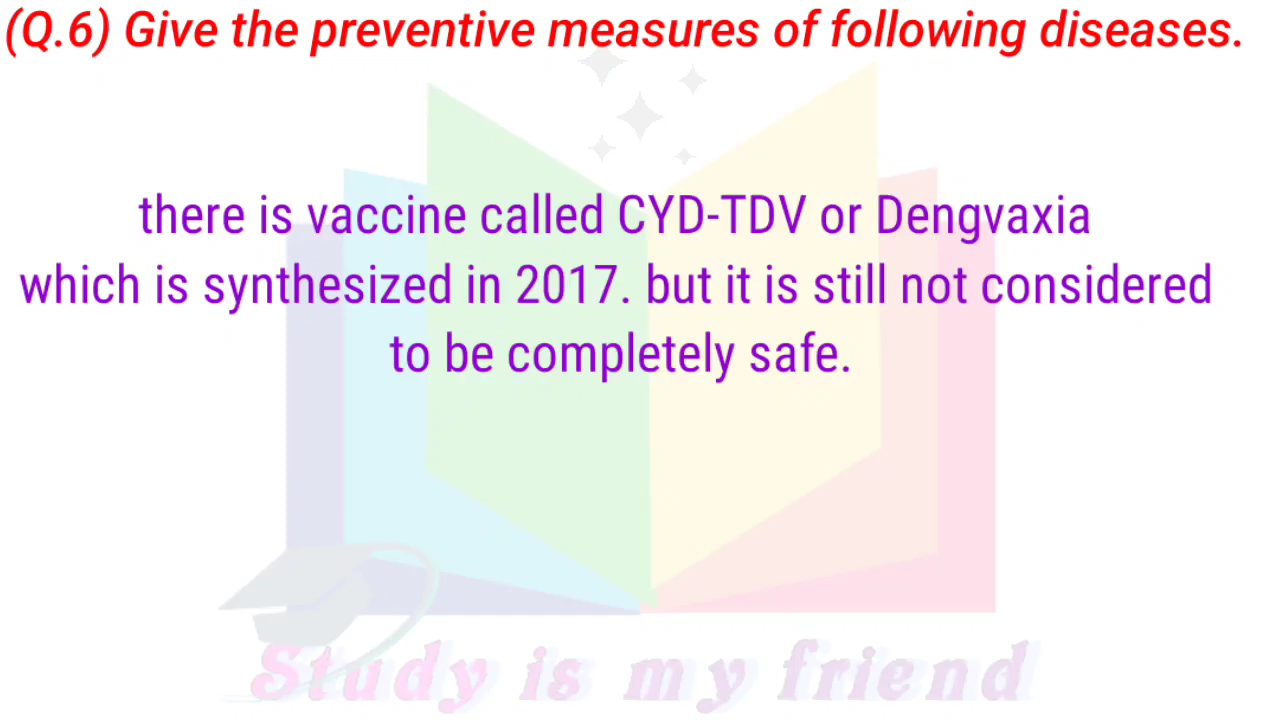 (Q.6) Give the preventive measures of following diseases.
there is vaccine called CYD-TDV or Dengvaxia
which is synthesized in 2017. but it is still not considered
to be completely safe.
Study is my friend